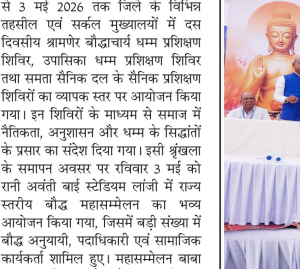 से 3 मई 2026 तक जिले के विभिन्न
तहसील एवं सर्कल मुख्यालयों में दस
दिवसीय श्रामणेर बौद्धाचार्य धम्म प्रशिक्षण
शिविर, उपासिका धम्म प्रशिक्षण शिविर
तथा समता सैनिक दल के सैनिक प्रशिक्षण
शिविरों का व्यापक स्तर पर आयोजन किया
गया। इन शिविरों के माध्यम से समाज में
नैतिकता, अनुशासन और धम्म के सिद्धांतों
के प्रसार का संदेश दिया गया। इसी श्रृंखला
के समापन अवसर पर रविवार 3 मई को
रानी अवंती बाई स्टेडियम लांजी में राज्य
स्तरीय बौद्ध महासम्मेलन का भव्य
आयोजन किया गया, जिसमें बड़ी संख्या में
बौद्ध अनुयायी, पदाधिकारी एवं सामाजिक
कार्यकर्ता शामिल हुए। महासम्मेलन बाबा